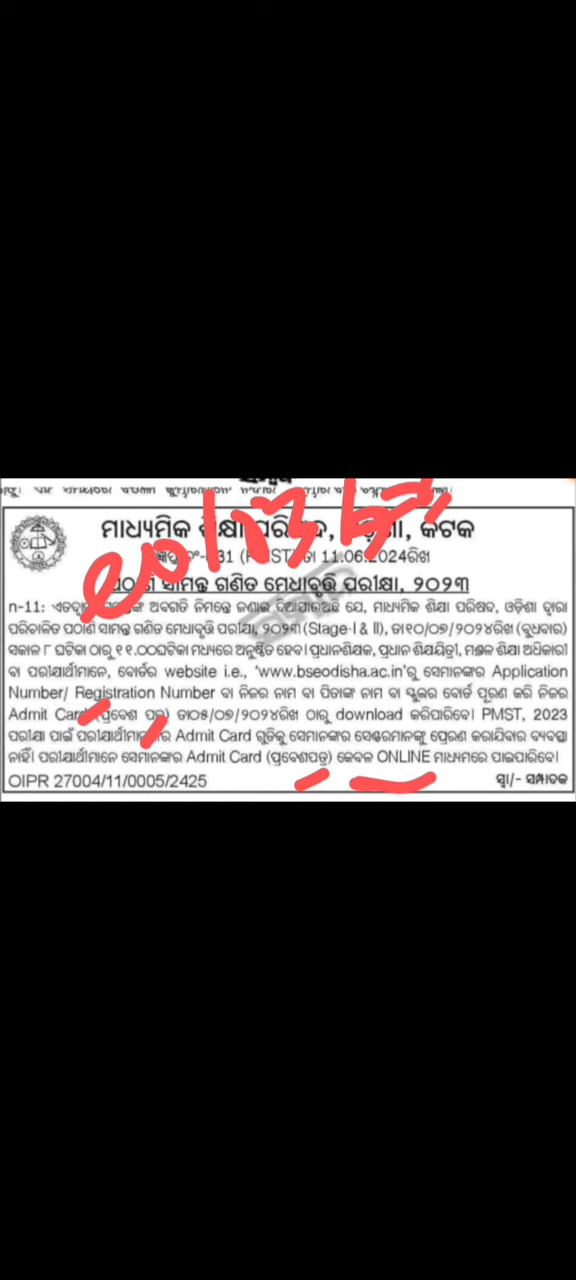 ମାଧ୍ୟମିକ ଶିକ୍ଷା ପରିଷଦ, କଟକ
-031 (PMST) ତା 11.06.2024ରିଖ
ପଠାଣି ସାମନ୍ତ ଗଣିତ ମେଧାବୃତ୍ତି ପରୀକ୍ଷା, ୨୦୨୩
n-11: ଅବଗତି ନିମନ୍ତେ ଜଣାଇ ଦିଆଯାଉଅଛି ଯେ, ମାଧ୍ୟମିକ ଶିକ୍ଷା ପରିଷଦ, ଓଡ଼ିଶା ଦ୍ୱାରା
ପରିଚାଳିତ ପଠାଣି ସାମନ୍ତ ଗଣିତ ମେଧାବୃତ୍ତି ପରୀକ୍ଷା, ୨୦୨୩ (Stage-I & II), ତା୧୦/୦୭/୨୦୨୪ରିଖ (ବୁଧବାର)
ସକାଳ ୮ ଘଟିକା ଠାରୁ ୧୧.୦୦ଘଟିକା ମଧ୍ୟରେ ଅନୁଷ୍ଠିତ ହେବ। ପ୍ରଧାନଶିକ୍ଷକ, ପ୍ରଧାନ ଶିକ୍ଷୟିତ୍ରୀ, ମଣ୍ଡଳ ଶିକ୍ଷା ଅଧିକାରୀ
ବା ପରୀକ୍ଷାର୍ଥୀମାନେ, ବୋର୍ଡର website i.e., 'www.bseodisha.ac.in'ରୁ ସେମାନଙ୍କର Application
Number/ Registration Number ବା ନିଜର ନାମ ବା ପିତାଙ୍କ ନାମ ବା ସ୍କୁଲର କୋର୍ଡ ପୂରଣ କରି ନିଜର
Admit Card (ପ୍ରବେଶ ପତ୍ର) ତା୦୫/୦୭/୨୦୨୪ରିଖ ଠାରୁ download କରିପାରିବେ। PMST, 2023
ପରୀକ୍ଷା ପାଇଁ ପରୀକ୍ଷାର୍ଥୀମାନଙ୍କର Admit Card ଗୁଡିକୁ ସେମାନଙ୍କର ସେଣ୍ଟରମାନଙ୍କୁ ପ୍ରେରଣ କରାଯିବାର ବ୍ୟବସ୍ଥା
ନାହିଁ। ପରୀକ୍ଷାର୍ଥୀମାନେ ସେମାନଙ୍କର Admit Card (ପ୍ରବେଶପତ୍ର) କେବଳ ONLINE ମାଧ୍ୟମରେ ପାଇପାରିବେ।
OIPR 27004/11/0005/2425 ସ୍ୱା/- ସମ୍ପାଦକ